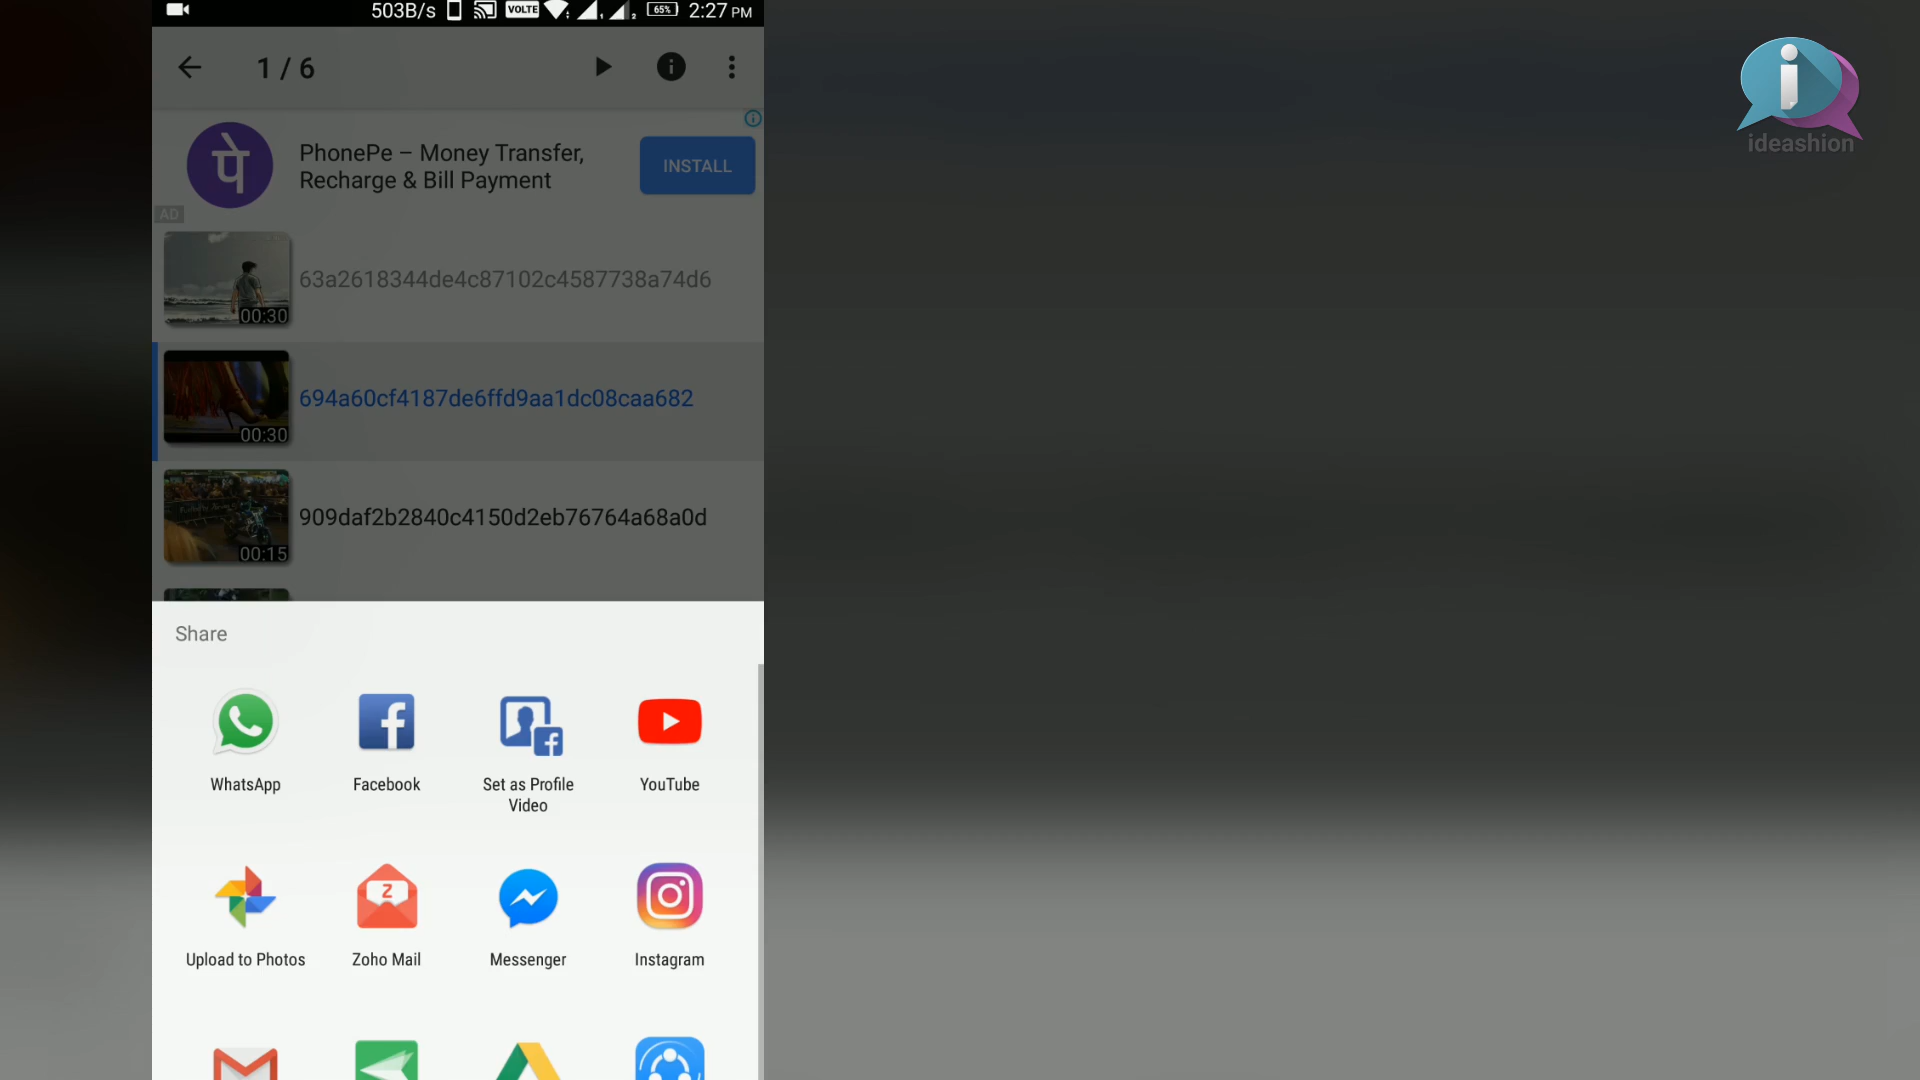 503B/s VOLTE 1 2 65% 2:27 PM
1 / 6
पे
PhonePe – Money Transfer,
Recharge & Bill Payment
INSTALL
AD
63a2618344de4c87102c4587738a74d6
00:30
694a60cf4187de6ffd9aa1dc08caa682
00:30
909daf2b2840c4150d2eb76764a68a0d
00:15
Share
WhatsApp
Facebook
Set as Profile
Video
YouTube
Upload to Photos
Zoho Mail
Messenger
Instagram
ideashion